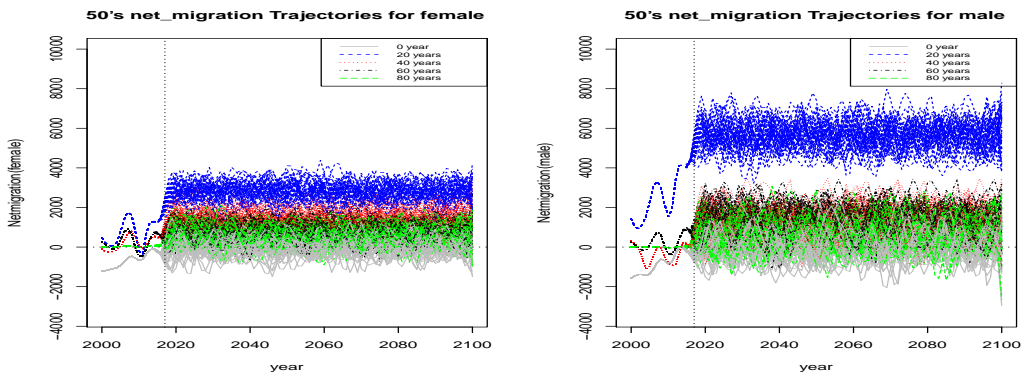 50's net_migration Trajectories for female
0 year
20 years
40 years
60 years
80 years
Netmigration(female)
10000
8000
6000
4000
2000
0
−2000
−4000
2000 2020 2040 2060 2080 2100
year
50's net_migration Trajectories for male
0 year
20 years
40 years
60 years
80 years
Netmigration(male)
10000
8000
6000
4000
2000
0
−2000
−4000
2000 2020 2040 2060 2080 2100
year